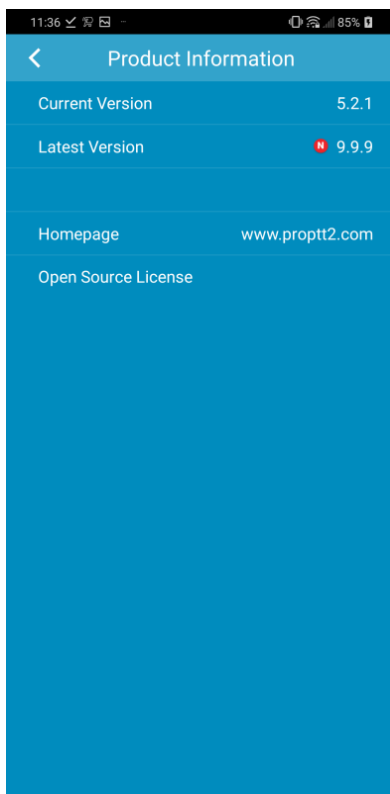 11:36 85%
Product Information
Current Version 5.2.1
Latest Version N 9.9.9
Homepage www.proptt2.com
Open Source License